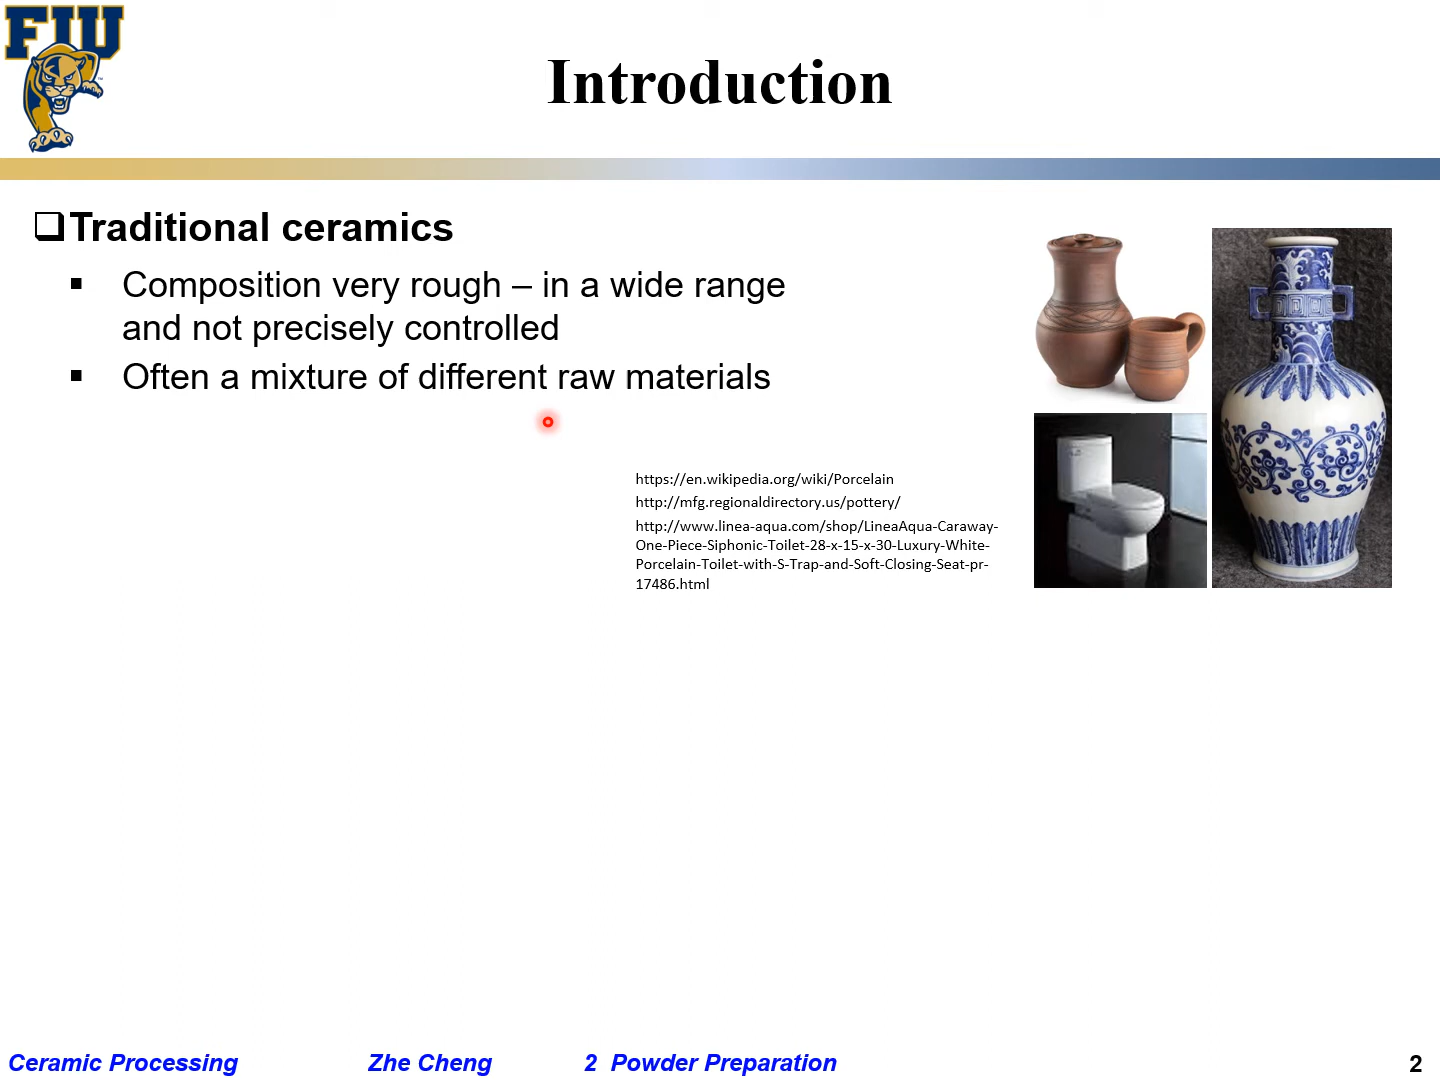 FIU
Introduction
Traditional ceramics
Composition very rough – in a wide range
and not precisely controlled
Often a mixture of different raw materials
https://en.wikipedia.org/wiki/Porcelain
http://mfg.regionaldirectory.us/pottery/
http://www.linea-aqua.com/shop/LineaAqua-Caraway-
One-Piece-Siphonic-Toilet-28-x-15-x-30-Luxury-White-
Porcelain-Toilet-with-S-Trap-and-Soft-Closing-Seat-pr-
17486.html
Ceramic Processing Zhe Cheng 2 Powder Preparation 2